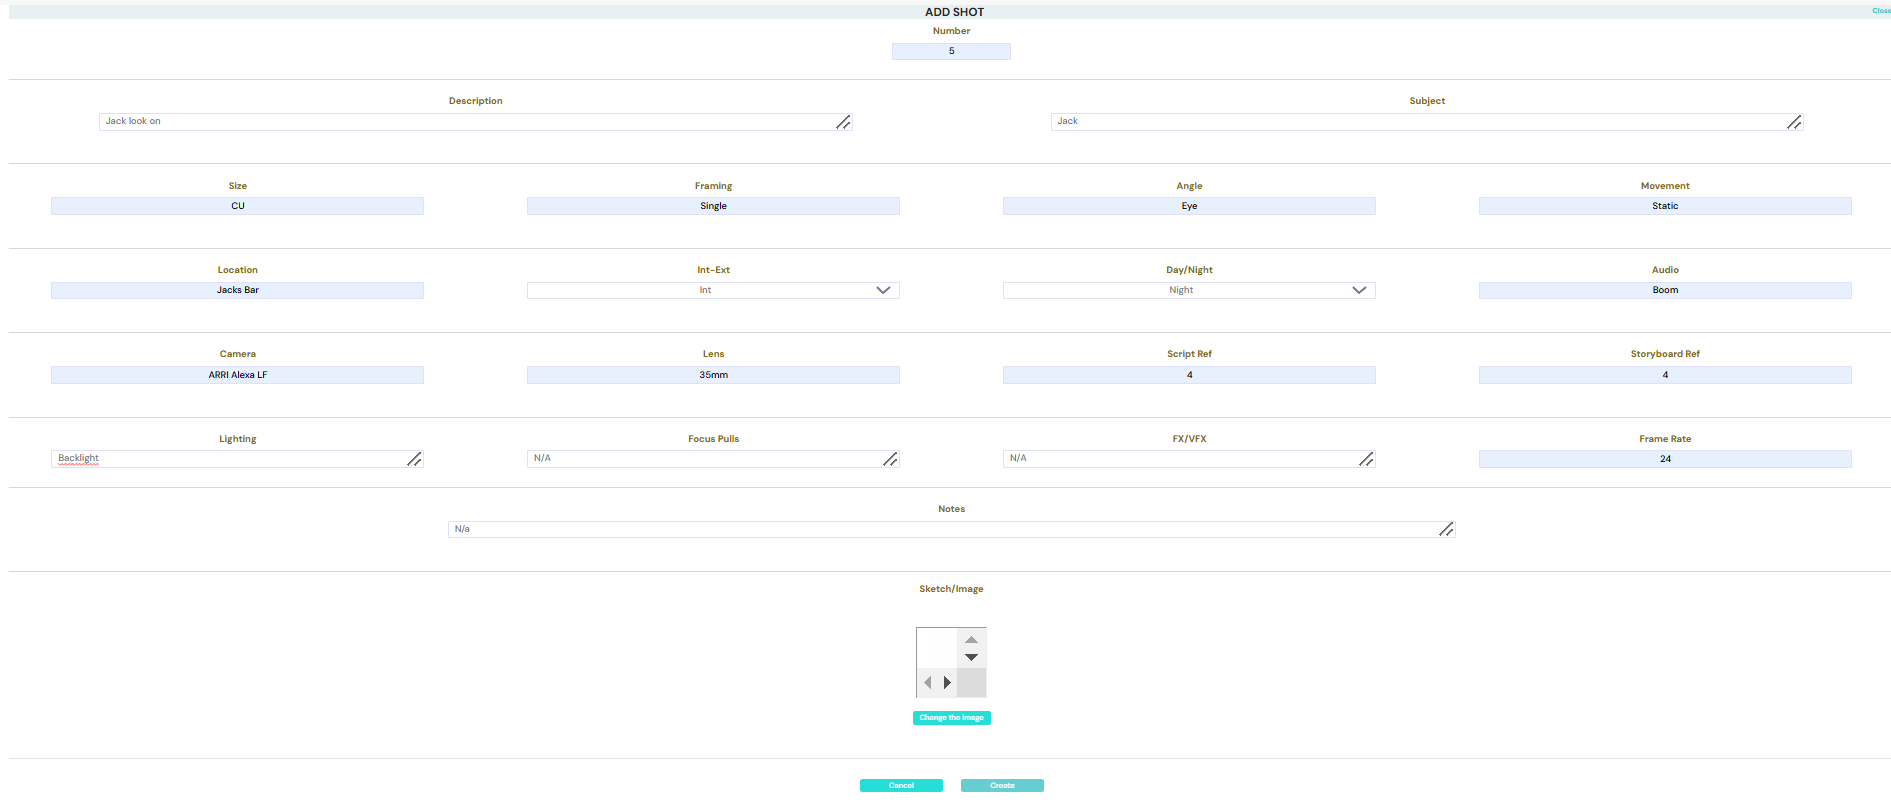 ADD SHOT
Close
Number
5
Description Subject
Jack look on Jack
Size Framing Angle Movement
CU Single Eye Static
Location Int-Ext Day/Night Audio
Jacks Bar Int Night Boom
Camera Lens Script Ref Storyboard Ref
ARRI Alexa LF 35mm 4 4
Lighting Focus Pulls FX/VFX Frame Rate
Backlight N/A N/A 24
Notes
N/a
Sketch/Image
Change the image
Cancel Create